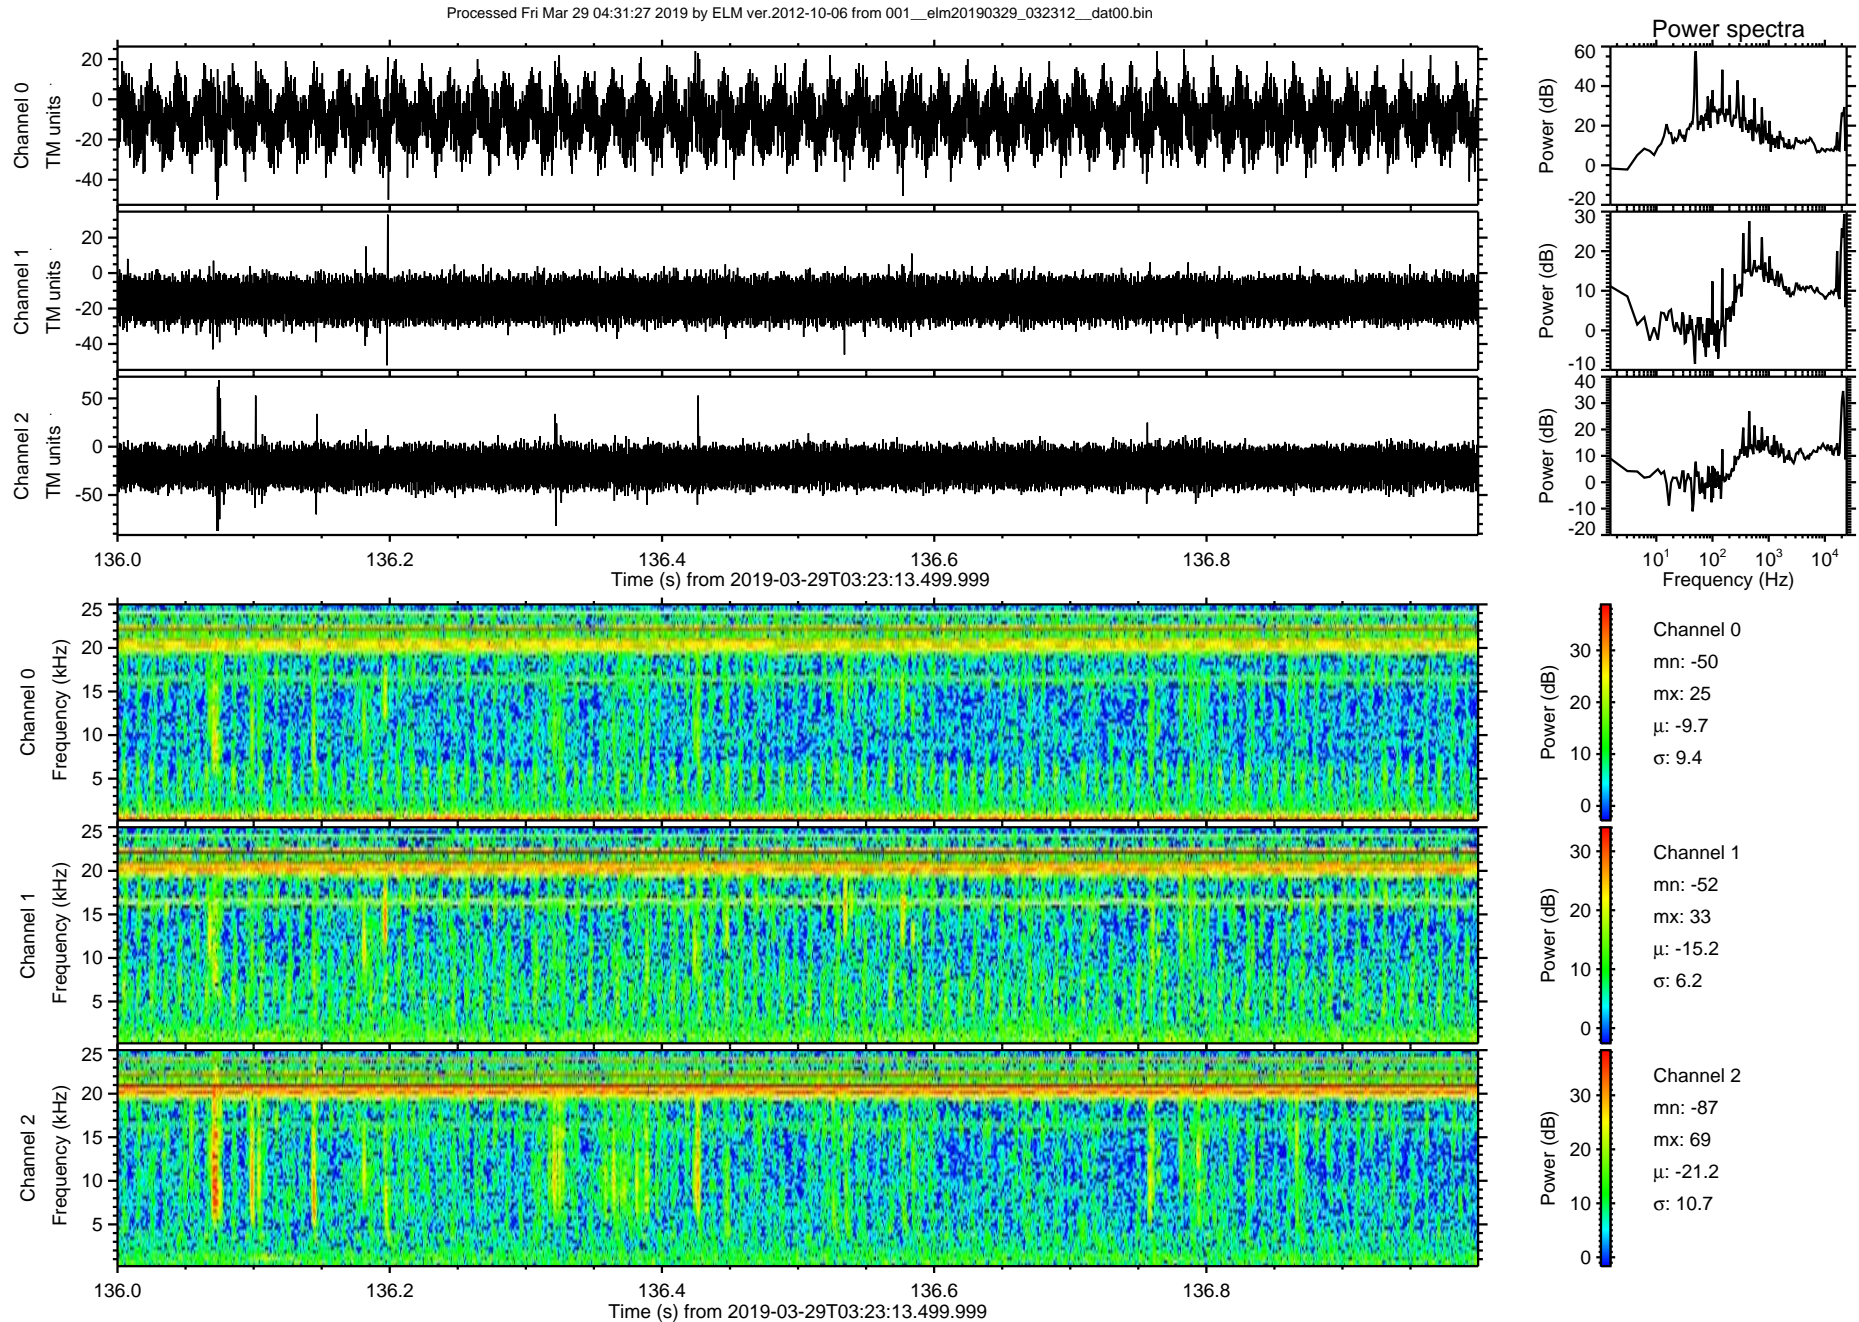 Processed Fri Mar 29 04:31:27 2019 by ELM ver.2012-10-06 from 001__elm20190329_032312__dat00.bin
Power spectra
Channel 0
TM units
20
0
-20
-40
Power (dB)
60
40
20
0
-20
Channel 1
TM units
20
0
-20
-40
Power (dB)
30
20
10
0
-10
Channel 2
TM units
50
0
-50
Power (dB)
40
30
20
10
0
-10
-20
136.0 136.2 136.4 136.6 136.8
Time (s) from 2019-03-29T03:23:13.499.999
10^1 10^2 10^3 10^4
Frequency (Hz)
Channel 0
Frequency (kHz)
25
20
15
10
5
Power (dB)
30
20
10
0
Channel 0
mn: -50
mx: 25
μ: -9.7
σ: 9.4
Channel 1
Frequency (kHz)
25
20
15
10
5
Power (dB)
30
20
10
0
Channel 1
mn: -52
mx: 33
μ: -15.2
σ: 6.2
Channel 2
Frequency (kHz)
25
20
15
10
5
Power (dB)
30
20
10
0
Channel 2
mn: -87
mx: 69
μ: -21.2
σ: 10.7
136.0 136.2 136.4 136.6 136.8
Time (s) from 2019-03-29T03:23:13.499.999